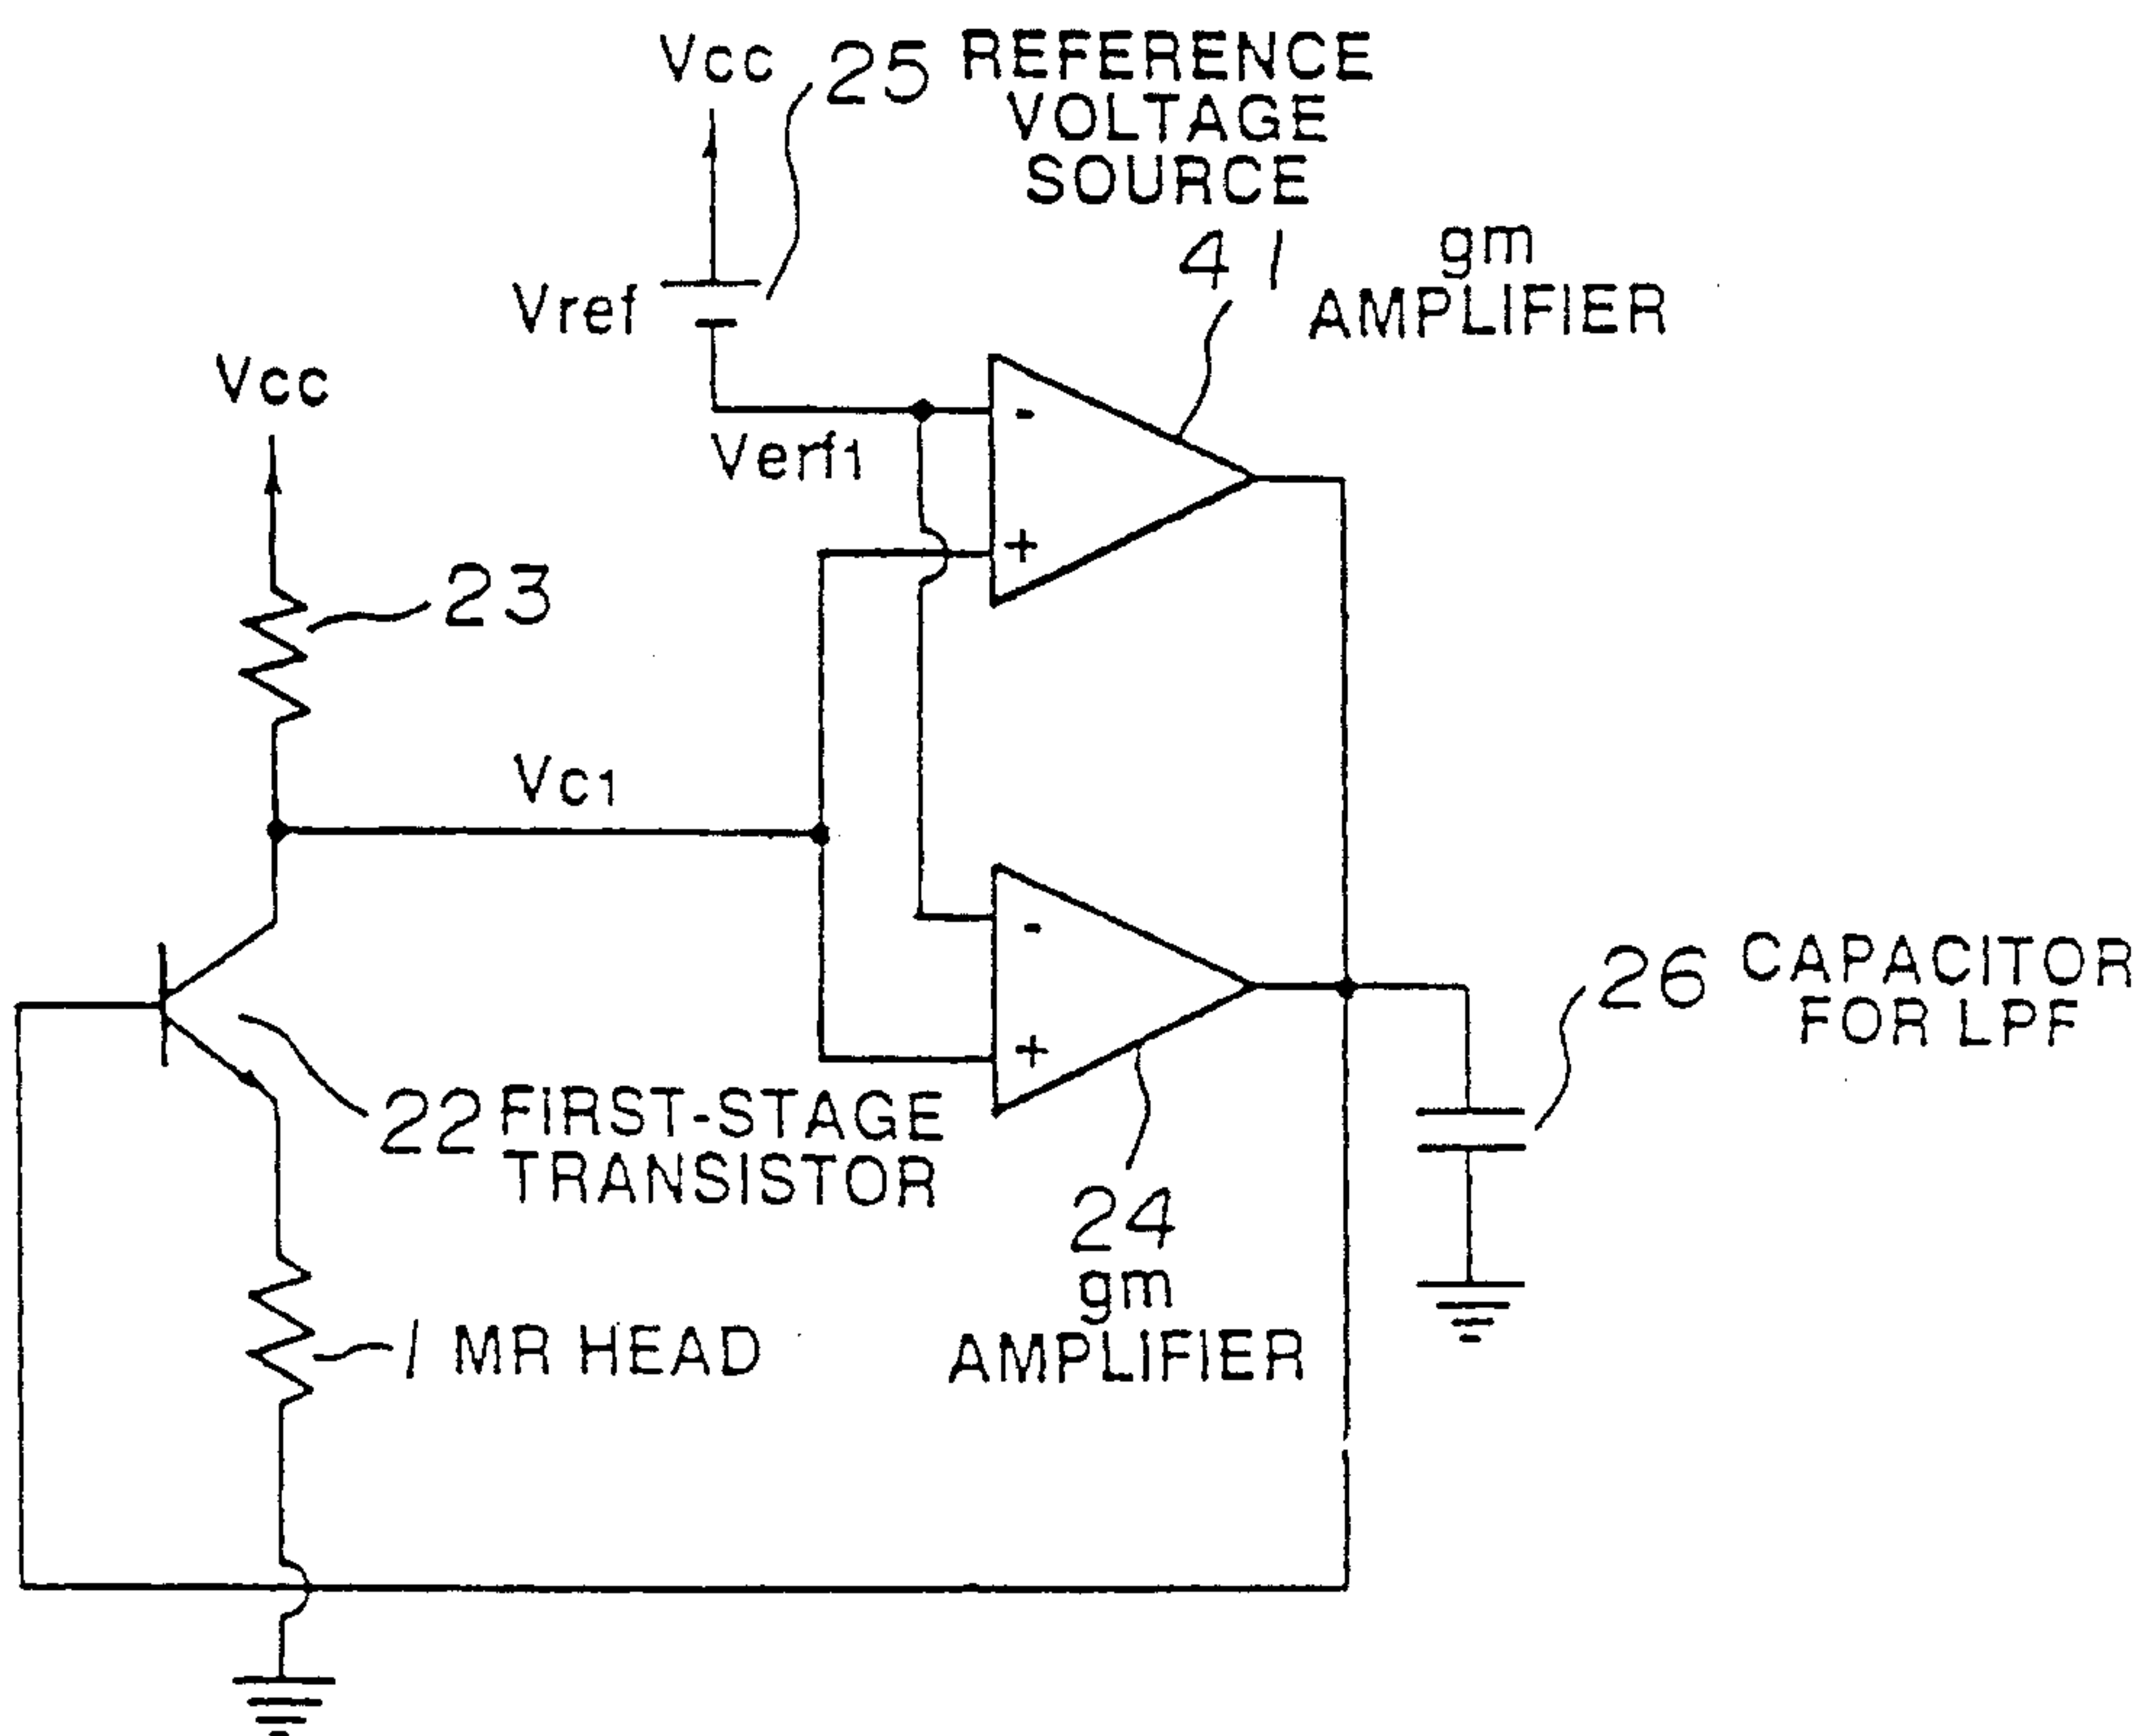 Vcc
25 REFERENCE
VOLTAGE
SOURCE
41 gm
AMPLIFIER
Vref
Vcc
Verf1
-
+
23
Vc1
-
+
26 CAPACITOR
FOR LPF
22 FIRST-STAGE
TRANSISTOR
24
gm
AMPLIFIER
1 MR HEAD